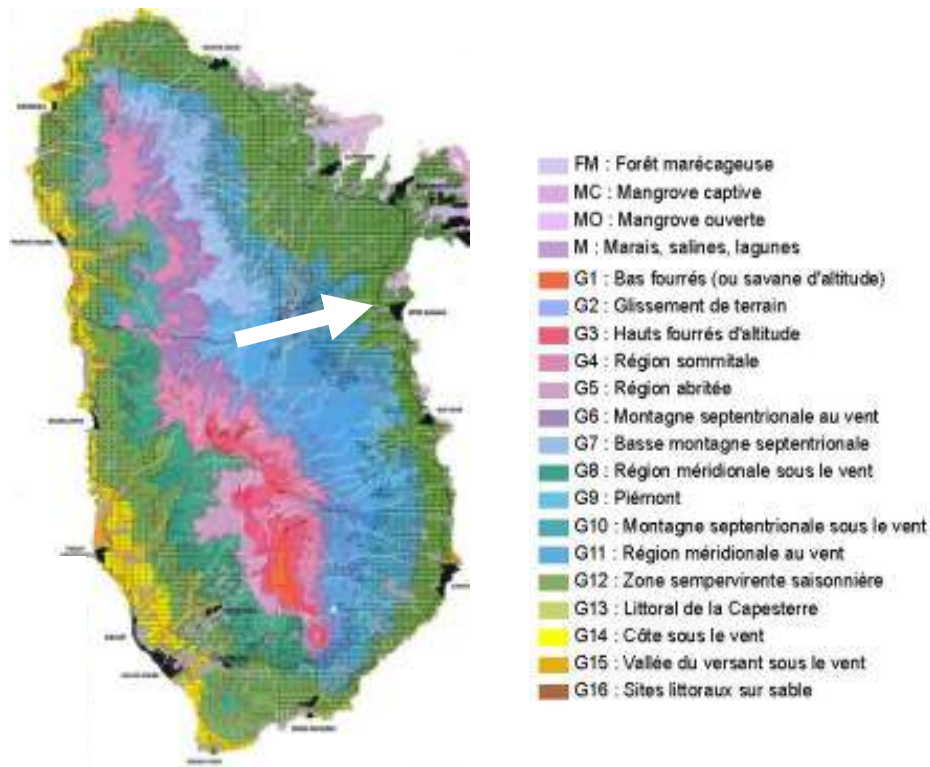 FM : Forêt marécageuse
MC : Mangrove captive
MO : Mangrove ouverte
M : Marais, salines, lagunes
G1 : Bas fourrés (ou savane d'altitude)
G2 : Glissement de terrain
G3 : Hauts fourrés d'altitude
G4 : Région sommitale
G5 : Région abritée
G6 : Montagne septentrionale au vent
G7 : Basse montagne septentrionale
G8 : Région méridionale sous le vent
G9 : Piémont
G10 : Montagne septentrionale sous le vent
G11 : Région méridionale au vent
G12 : Zone sempervirente saisonnière
G13 : Littoral de la Capesterre
G14 : Côte sous le vent
G15 : Vallée du versant sous le vent
G16 : Sites littoraux sur sable